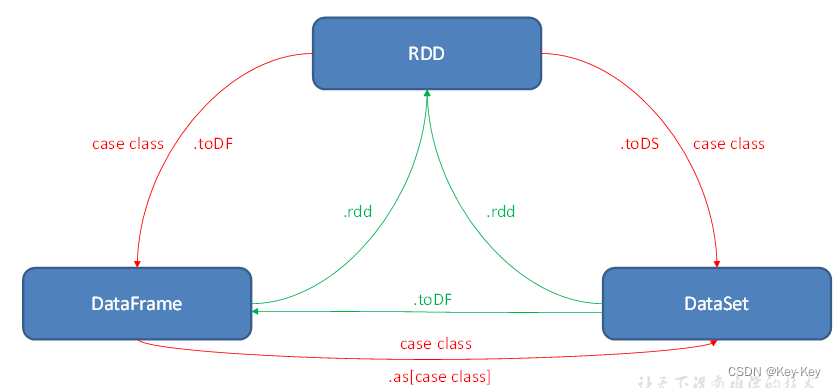 RDD
case class
.toDF
.toDS
case class
.rdd
.rdd
DataFrame
.toDF
DataSet
case class
.as[case class]
CSDN @Key-Key